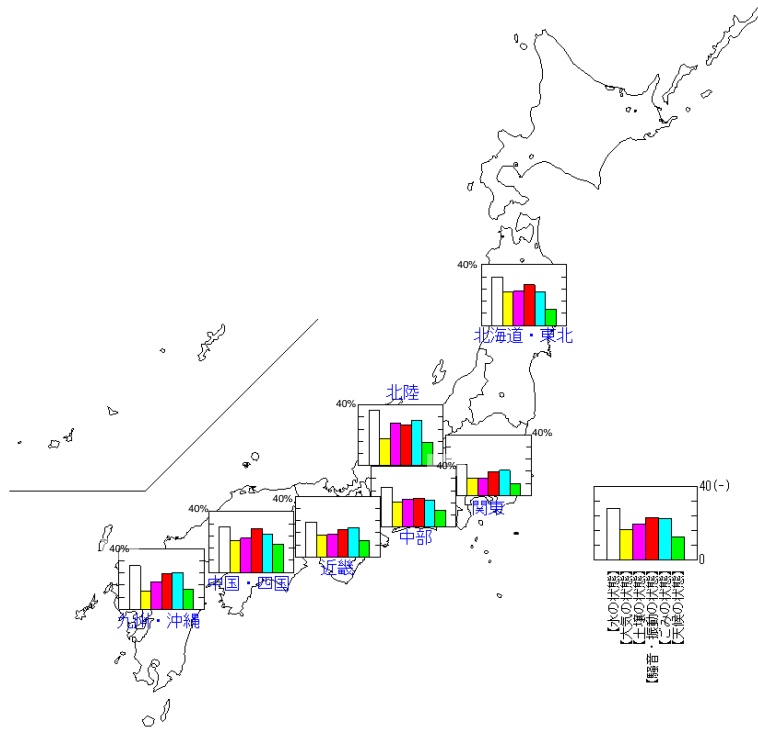 40%
北海道・東北
北陸
40%
40%
40%
関東
中部
40%
近畿
40%
中国・四国
40%
九州・沖縄
40(-)
0
【水の状態】
【大気の状態】
【土壌の状態】
【騒音・振動の状態】
【ごみの状態】
【天候の状態】